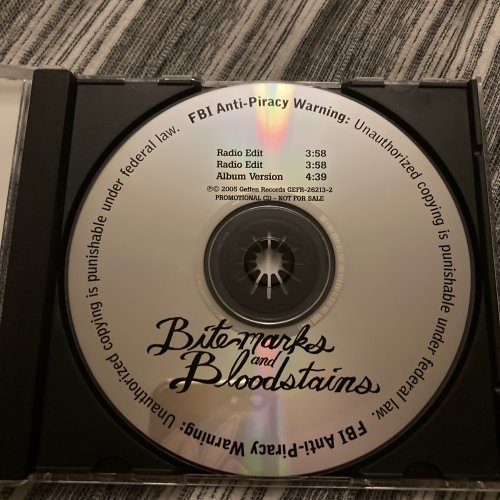 FBI Anti-Piracy Warning: Unauthorized copying is punishable under federal law.
Radio Edit 3:58
Radio Edit 3:58
Album Version 4:39
℗© 2005 Geffen Records GEFR-26213-2
PROMOTIONAL CD – NOT FOR SALE
Bitemarks
and
Bloodstains
FBI Anti-Piracy Warning: Unauthorized copying is punishable under federal law.